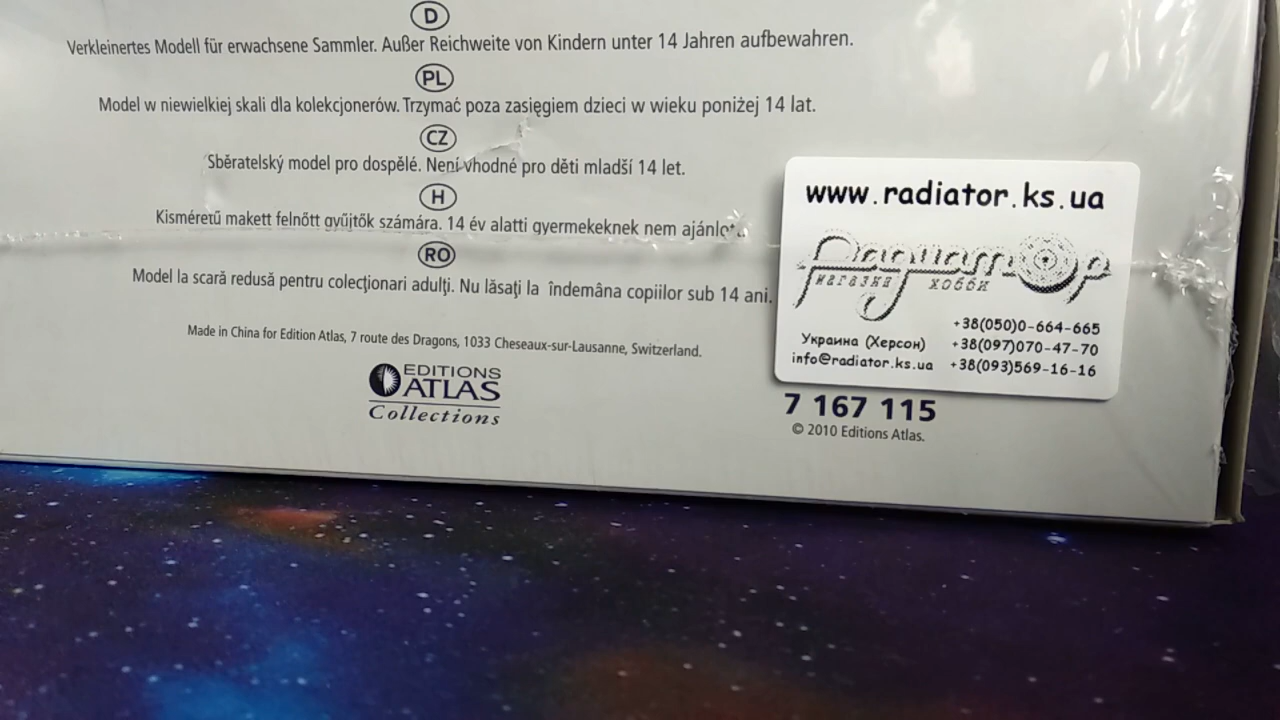 D
Verkleinertes Modell für erwachsene Sammler. Außer Reichweite von Kindern unter 14 Jahren aufbewahren.
PL
Model w niewielkiej skali dla kolekcjonerów. Trzymać poza zasięgiem dzieci w wieku poniżej 14 lat.
CZ
Sběratelský model pro dospělé. Není vhodné pro děti mladší 14 let.
H
Kisméretű makett felnőtt gyűjtők számára. 14 év alatti gyermekeknek nem
RO
Model la scară redusă pentru colecţionari adulţi. Nu lăsaţi la îndemâna copiilor sub 14 ani.
Made in China for Edition Atlas, 7 route des Dragons, 1033 Cheseaux-sur-Lausanne, Switzerland.
EDITIONS
ATLAS
Collections
www.radiator.ks.ua
Радиатор
магазин хобби
Украина (Херсон)
info@radiator.ks.ua
+38(050)0-664-665
+38(097)070-47-70
+38(093)569-16-16
7 167 115
© 2010 Editions Atlas.